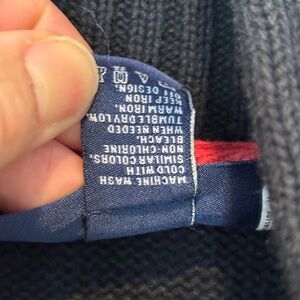 MACHINE WASH
COLD WITH
SIMILAR COLORS.
NON-CHLORINE
BLEACH.
WHEN NEEDED
TUMBLE DRY LOW.
WARM IRON.
KEEP IRON
OFF DESIGN.